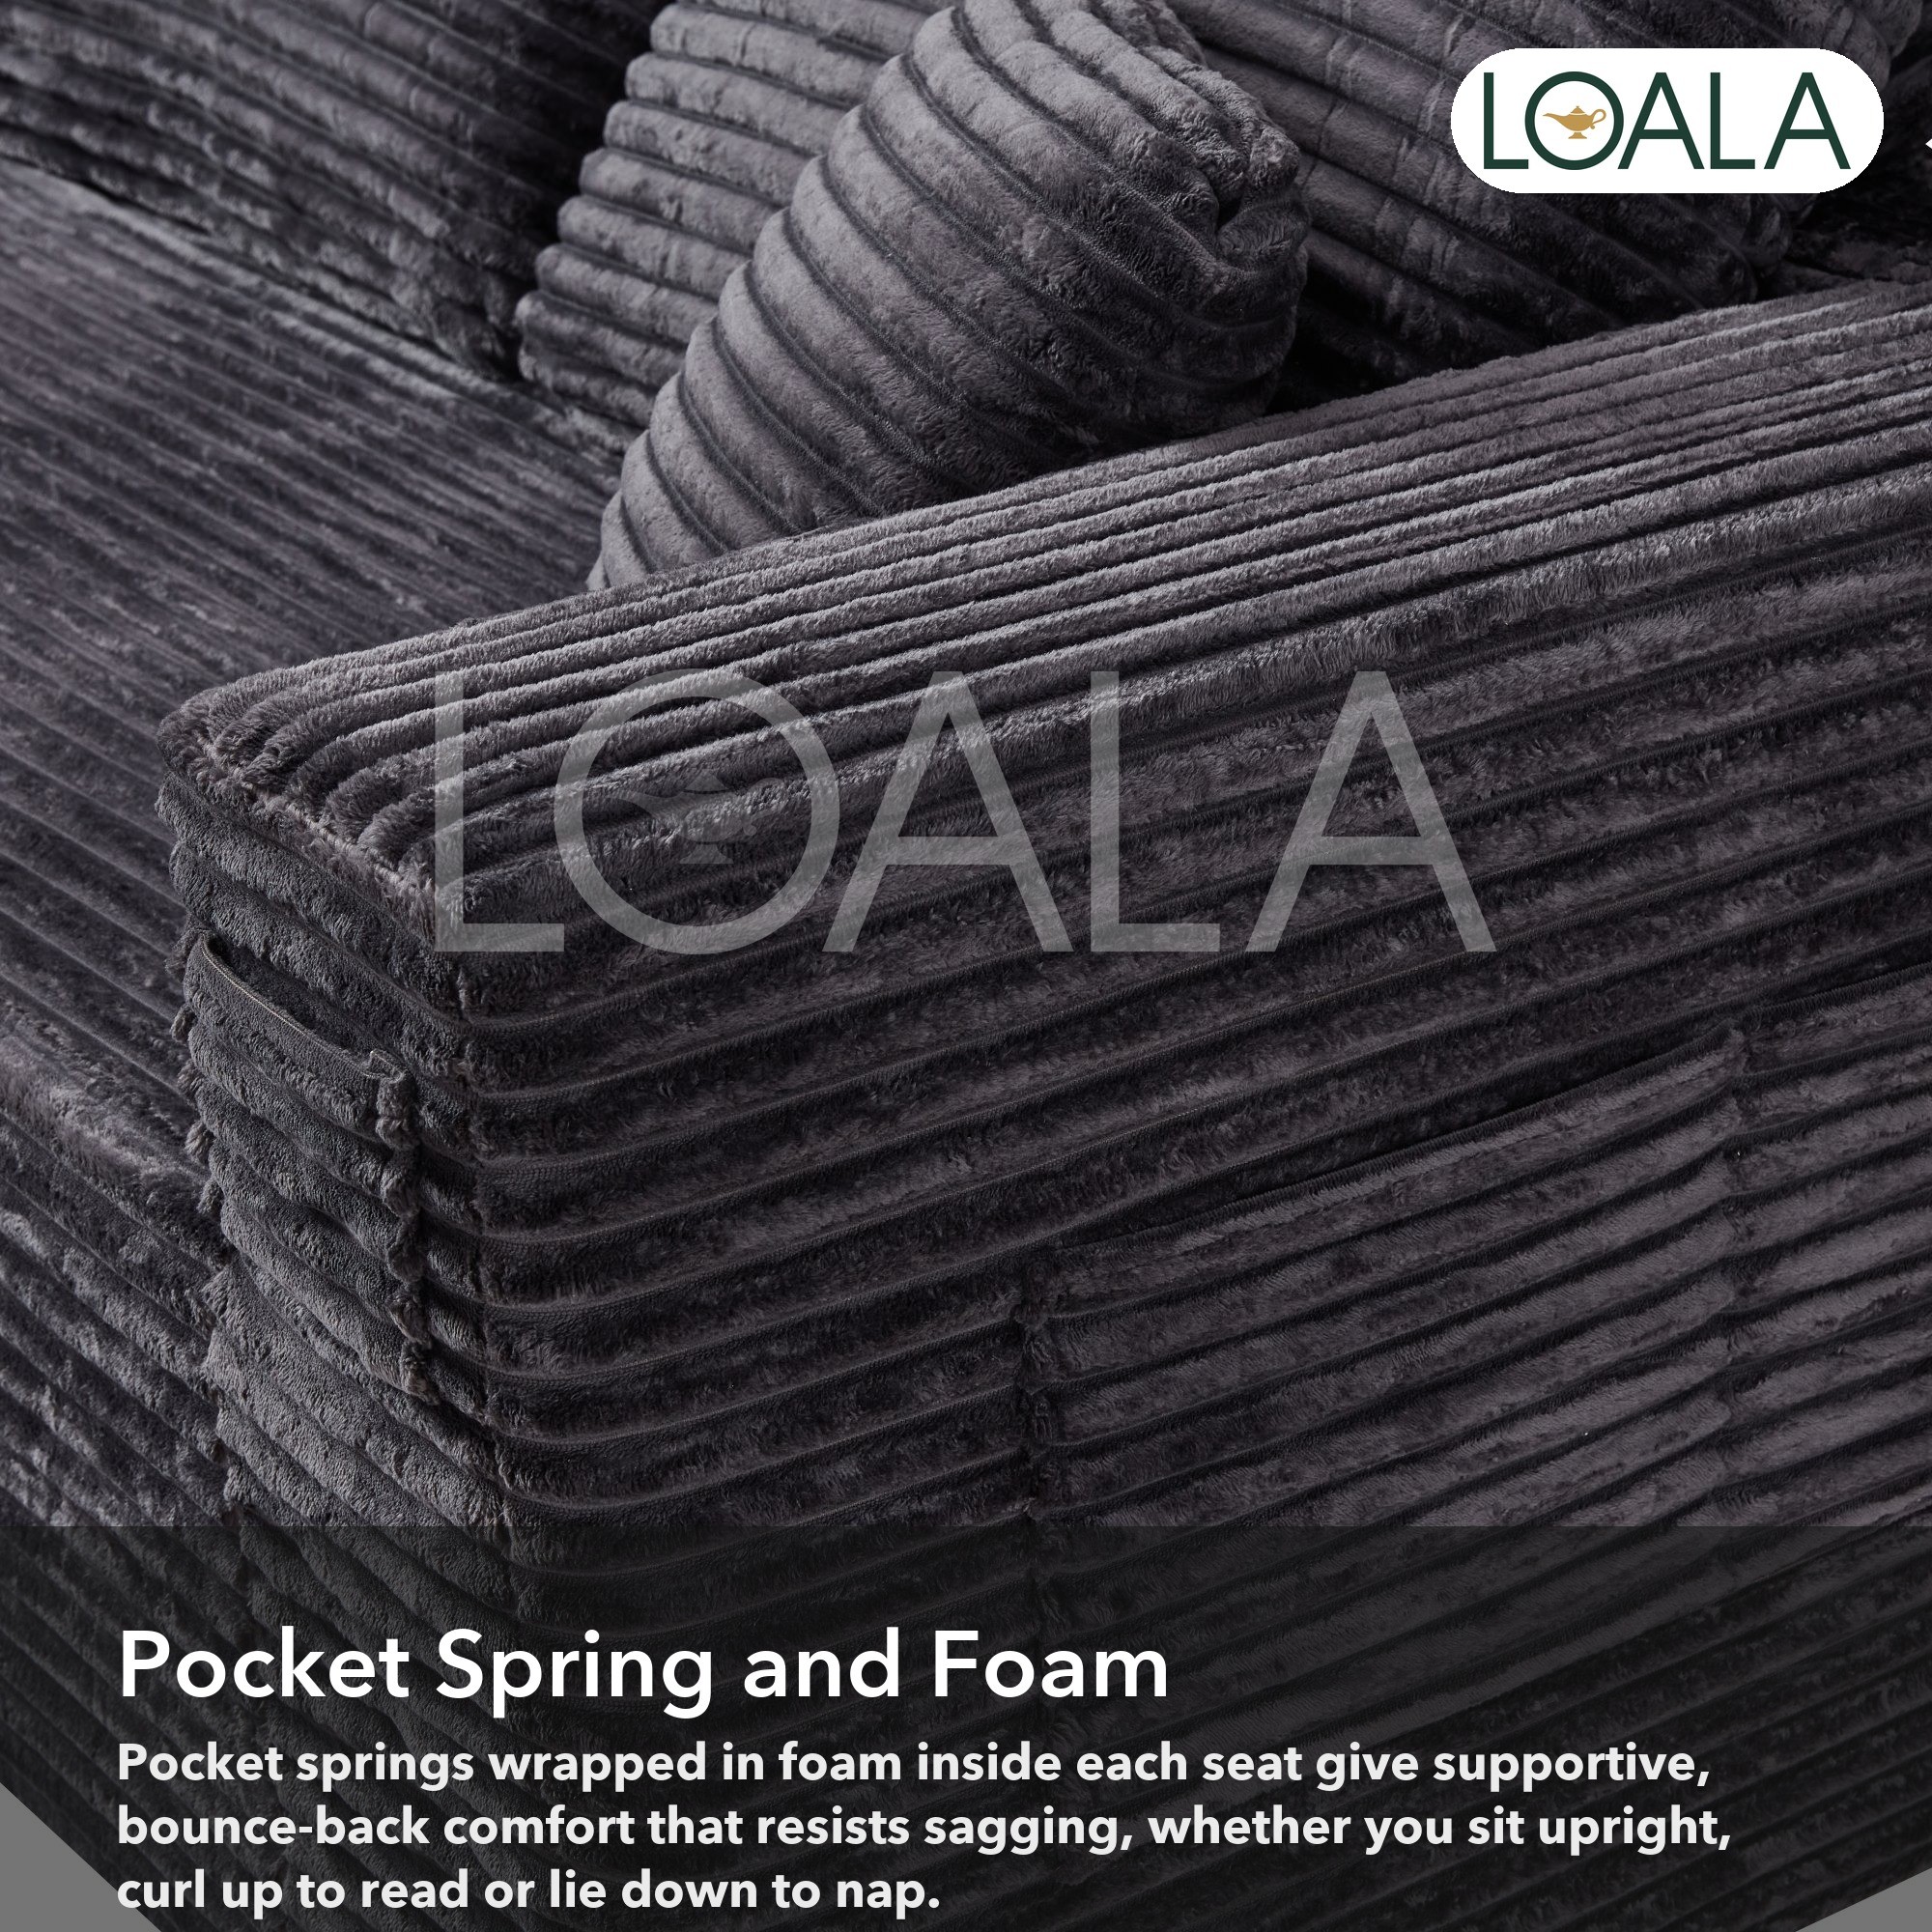 LOALA
LOALA
Pocket Spring and Foam
Pocket springs wrapped in foam inside each seat give supportive,
bounce-back comfort that resists sagging, whether you sit upright,
curl up to read or lie down to nap.